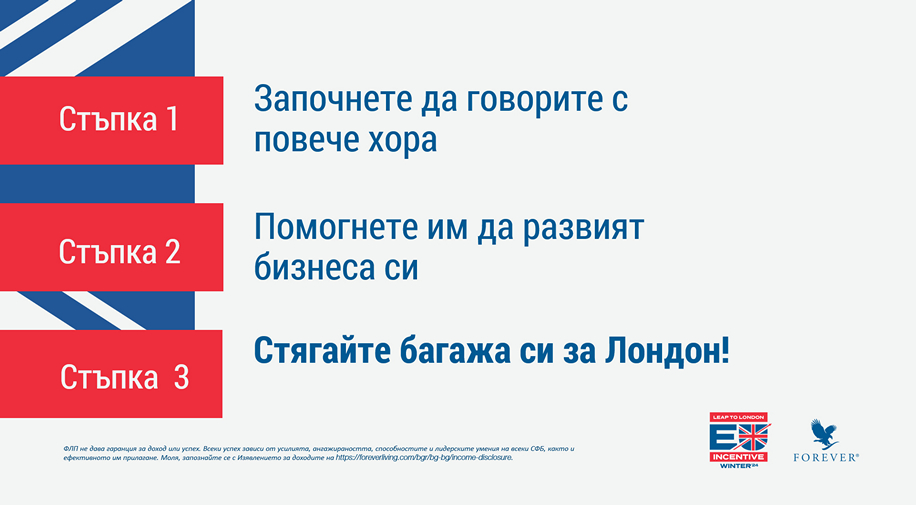 Стъпка 1
Започнете да говорите с
повече хора
Стъпка 2
Помогнете им да развият
бизнеса си
Стъпка 3
Стягайте багажа си за Лондон!
ФЛП не дава гаранция за доход или успех. Всеки успех зависи от усилията, ангажираността, способностите и лидерските умения на всеки СФБ, както и
ефективното им прилагане. Моля, запознайте се с Изявлението за доходите на https://foreverliving.com/bgr/bg-bg/income-disclosure.
LEAP TO LONDON
EU
INCENTIVE
WINTER'24
FOREVER®